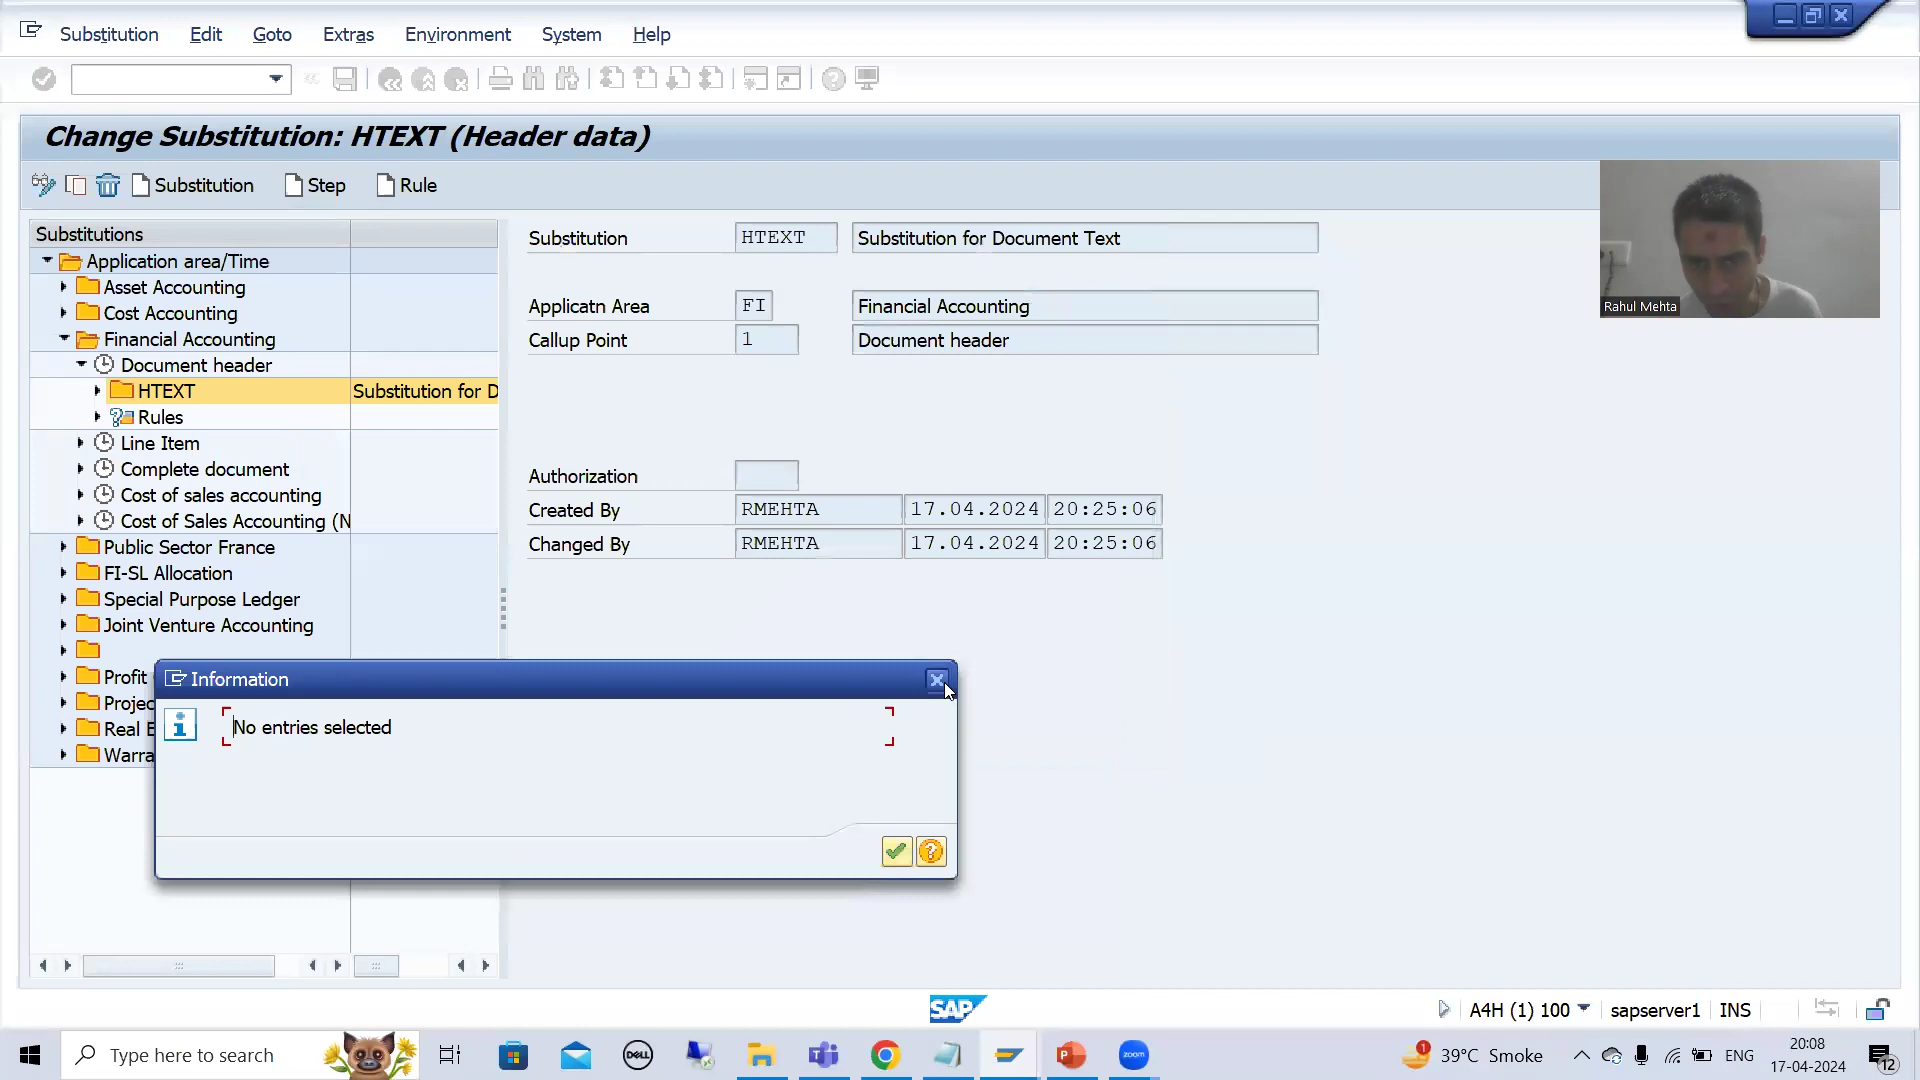 Substitution Edit Goto Extras Environment System Help
Change Substitution: HTEXT (Header data)
Substitution Step Rule
Substitutions
Application area/Time
Asset Accounting
Cost Accounting
Financial Accounting
Document header
HTEXT Substitution for D
Rules
Line Item
Complete document
Cost of sales accounting
Cost of Sales Accounting (N
Public Sector France
FI-SL Allocation
Special Purpose Ledger
Joint Venture Accounting
Profit
Projec
Real E
Warra
Substitution HTEXT Substitution for Document Text
Applicatn Area FI Financial Accounting
Callup Point 1 Document header
Authorization
Created By RMEHTA 17.04.2024 20:25:06
Changed By RMEHTA 17.04.2024 20:25:06
Rahul Mehta
Information
No entries selected
SAP
A4H (1) 100 sapserver1 INS
Type here to search
DELL
zoom
1
39°C Smoke
ENG
20:08
17-04-2024
12